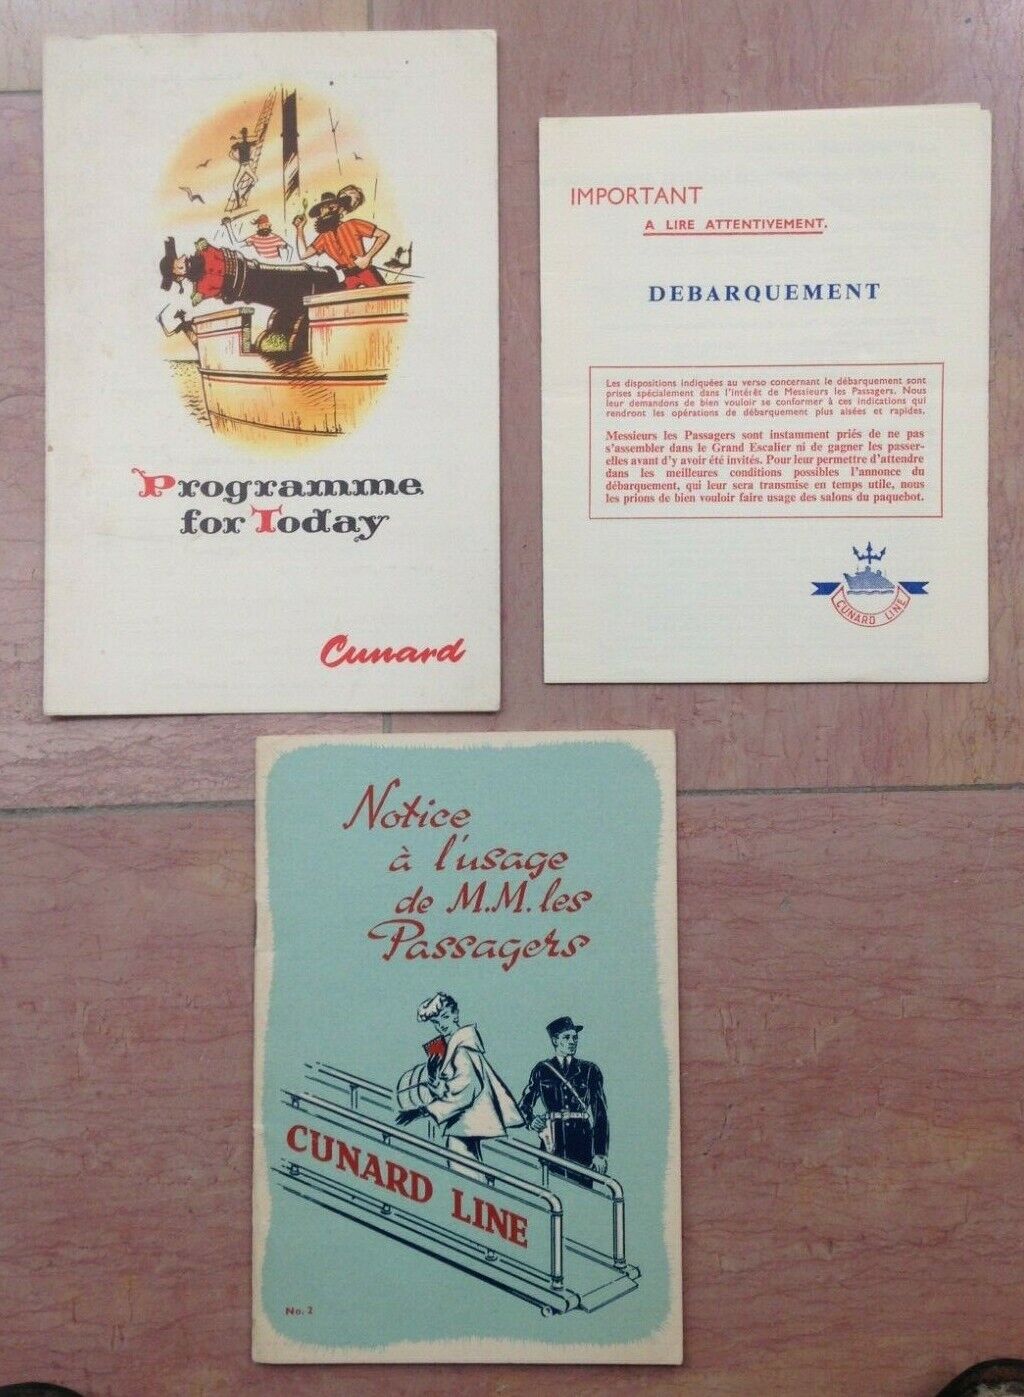 Programme
for Today
Cunard
IMPORTANT
A LIRE ATTENTIVEMENT.
DEBARQUEMENT
Les dispositions indiquées au verso concernant le débarquement sont
prises spécialement dans l'intérêt de Messieurs les Passagers. Nous
leur demandons de bien vouloir se conformer à ces indications qui
rendront les opérations de débarquement plus aisées et rapides.
Messieurs les Passagers sont instamment priés de ne pas
s'assembler dans le Grand Escalier ni de gagner les passer-
elles avant d'y avoir été invités. Pour leur permettre d'attendre
dans les meilleures conditions possibles l'annonce du
débarquement, qui leur sera transmise en temps utile, nous
les prions de bien vouloir faire usage des salons du paquebot.
CUNARD LINE
Notice
à l'usage
de M.M. les
Passagers
CUNARD LINE
No. 2